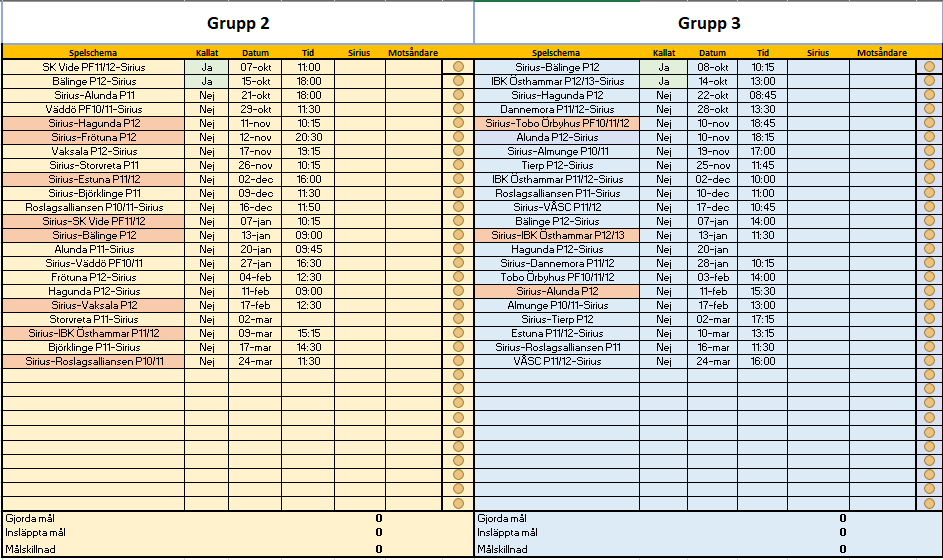 Grupp 2 Grupp 3
Spelschema Kallat Datum Tid Sirius Motsåndare Spelschema Kallat Datum Tid Sirius Motsåndare
SK Vide PF11/12-Sirius Ja 07-okt 11:00 Sirius-Bälinge P12 Ja 08-okt 10:15
Bälinge P12-Sirius Ja 15-okt 18:00 IBK Östhammar P12/13-Sirius Ja 14-okt 13:00
Sirius-Alunda P11 Nej 21-okt 18:00 Sirius-Hagunda P12 Nej 22-okt 08:45
Väddö PF10/11-Sirius Nej 29-okt 11:30 Dannemora P11/12-Sirius Nej 28-okt 13:30
Sirius-Hagunda P12 Nej 11-nov 10:15 Sirius-Tobo Örbyhus PF10/11/12 Nej 10-nov 18:45
Sirius-Frötuna P12 Nej 12-nov 20:30 Alunda P12-Sirius Nej 10-nov 18:15
Vaksala P12-Sirius Nej 17-nov 19:15 Sirius-Almunge P10/11 Nej 19-nov 17:00
Sirius-Storvreta P11 Nej 26-nov 10:15 Tierp P12-Sirius Nej 25-nov 11:45
Sirius-Estuna P11/12 Nej 02-dec 16:00 IBK Östhammar P11/12-Sirius Nej 02-dec 10:00
Sirius-Björklinge P11 Nej 09-dec 11:30 Roslagsalliansen P11-Sirius Nej 10-dec 11:00
Roslagsalliansen P10/11-Sirius Nej 16-dec 11:50 Sirius-VÅSC P11/12 Nej 17-dec 10:45
Sirius-SK Vide PF11/12 Nej 07-jan 10:15 Bälinge P12-Sirius Nej 07-jan 14:00
Sirius-Bälinge P12 Nej 13-jan 09:00 Sirius-IBK Östhammar P12/13 Nej 13-jan 11:30
Alunda P11-Sirius Nej 20-jan 09:45 Hagunda P12-Sirius Nej 20-jan
Sirius-Väddö PF10/11 Nej 27-jan 16:30 Sirius-Dannemora P11/12 Nej 28-jan 10:15
Frötuna P12-Sirius Nej 04-feb 12:30 Tobo Örbyhus PF10/11/12 Nej 03-feb 14:00
Hagunda P12-Sirius Nej 11-feb 09:00 Sirius-Alunda P12 Nej 11-feb 15:30
Sirius-Vaksala P12 Nej 17-feb 12:30 Almunge P10/11-Sirius Nej 17-feb 13:00
Storvreta P11-Sirius Nej 02-mar Sirius-Tierp P12 Nej 02-mar 17:15
Sirius-IBK Östhammar P11/12 Nej 09-mar 15:15 Estuna P11/12-Sirius Nej 10-mar 13:15
Björklinge P11-Sirius Nej 17-mar 14:30 Sirius-Roslagsalliansen P11 Nej 16-mar 11:30
Sirius-Roslagsalliansen P10/11 Nej 24-mar 11:30 VÅSC P11/12-Sirius Nej 24-mar 16:00
Gjorda mål 0 Gjorda mål 0
Insläppta mål 0 Insläppta mål 0
Målskillnad 0 Målskillnad 0